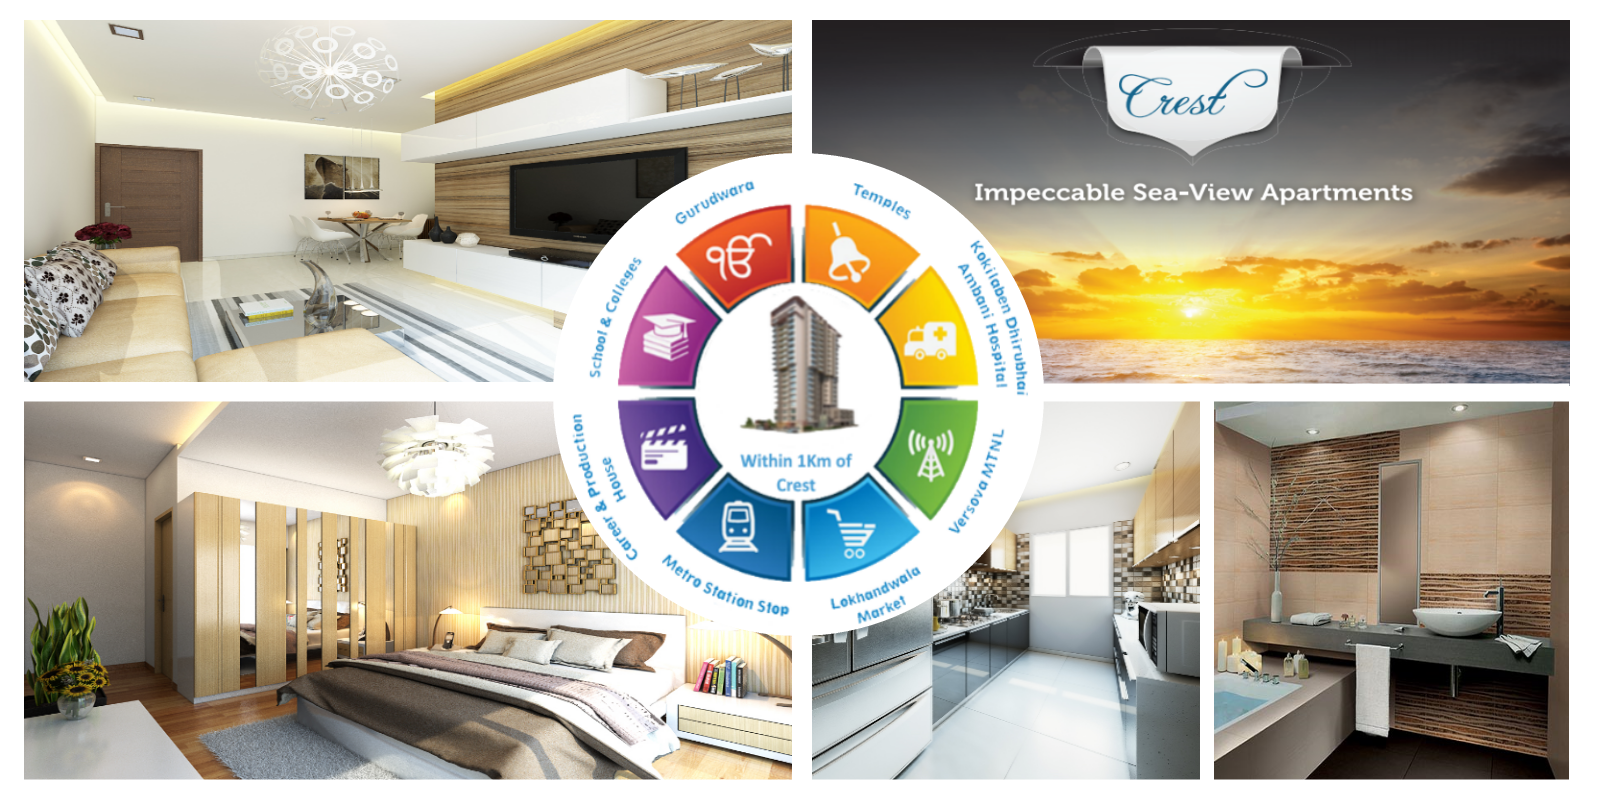 Crest
Impeccable Sea-View Apartments
Gurudwara
Temples
Kokilaben Dhirubhai
Ambani Hospital
Versova MTNL
Lokhandwala
Market
Metro Station Stop
Career & Production
House
School & Colleges
ੴ
Within 1Km of
Crest